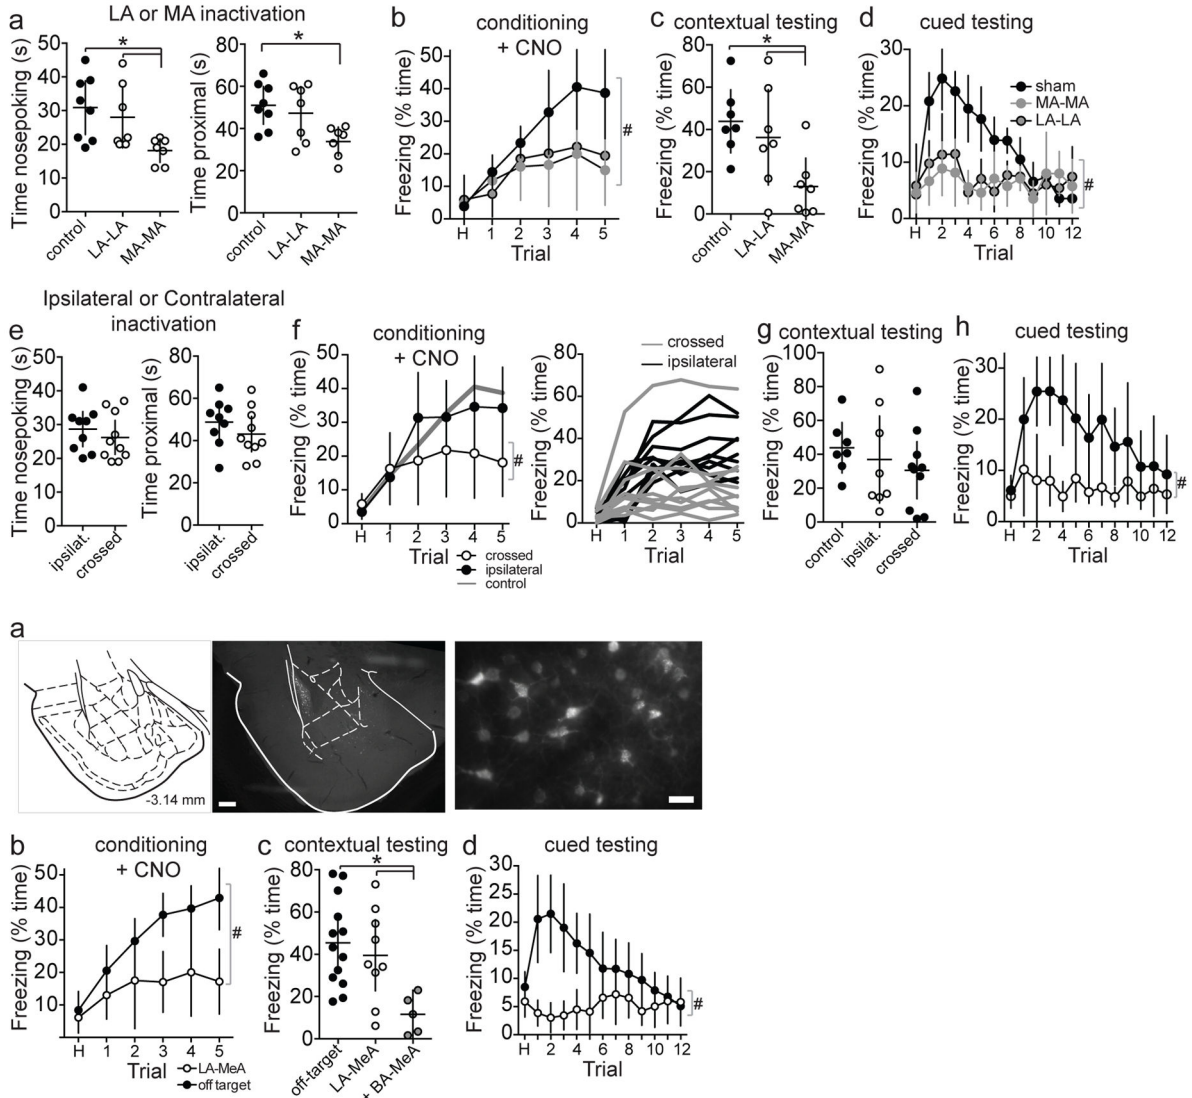 a
LA or MA inactivation
Time nosepoking (s)
50
40
30
20
10
0
*
control
LA-LA
MA-MA
Time proximal (s)
80
60
40
20
0
*
control
LA-LA
MA-MA
b
conditioning
+ CNO
Freezing (% time)
50
40
30
20
10
0
#
H 1 2 3 4 5
Trial
c
contextual testing
Freezing (% time)
80
60
40
20
0
*
control
LA-LA
MA-MA
d
cued testing
Freezing (% time)
30
20
10
0
sham
MA-MA
LA-LA
#
H 2 4 6 8 10 12
Trial
e
Ipsilateral or Contralateral
inactivation
Time nosepoking (s)
50
40
30
20
10
0
ipsilat.
crossed
Time proximal (s)
80
60
40
20
0
ipsilat.
crossed
f
conditioning
+ CNO
Freezing (% time)
50
40
30
20
10
0
#
H 1 2 3 4 5
Trial
crossed
ipsilateral
control
Freezing (% time)
80
60
40
20
0
crossed
ipsilateral
H 1 2 3 4 5
Trial
g
contextual testing
Freezing (% time)
100
80
60
40
20
0
control
ipsilat.
crossed
h
cued testing
Freezing (% time)
30
20
10
0
#
H 2 4 6 8 10 12
Trial
a
-3.14 mm
b
conditioning
+ CNO
Freezing (% time)
50
40
30
20
10
#
H 1 2 3 4 5
Trial
LA-MeA
off target
c
contextual testing
Freezing (% time)
80
60
40
20
0
*
off-target
LA-MeA
+ BA-MeA
d
cued testing
Freezing (% time)
30
25
20
15
10
5
0
#
H 2 4 6 8 10 12
Trial